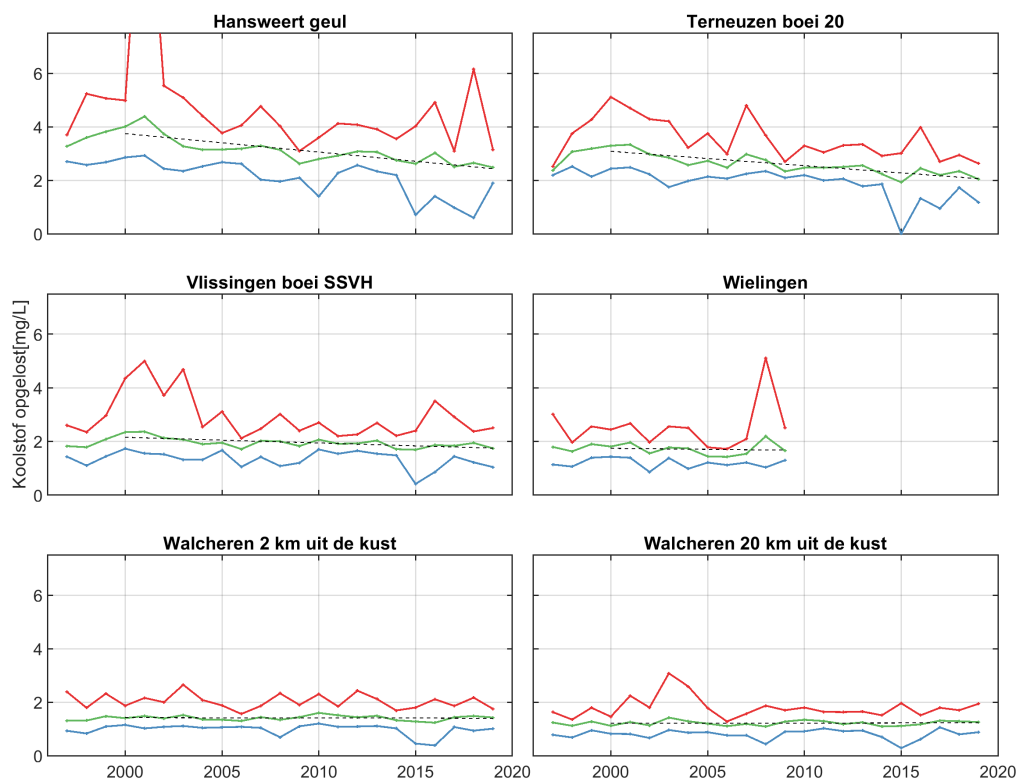 Hansweert geul
Terneuzen boei 20
6
4
2
0
Vlissingen boei SSVH
Wielingen
Koolstof opgelost[mg/L]
6
4
2
0
Walcheren 2 km uit de kust
Walcheren 20 km uit de kust
6
4
2
0
2000 2005 2010 2015 2020 2000 2005 2010 2015 2020